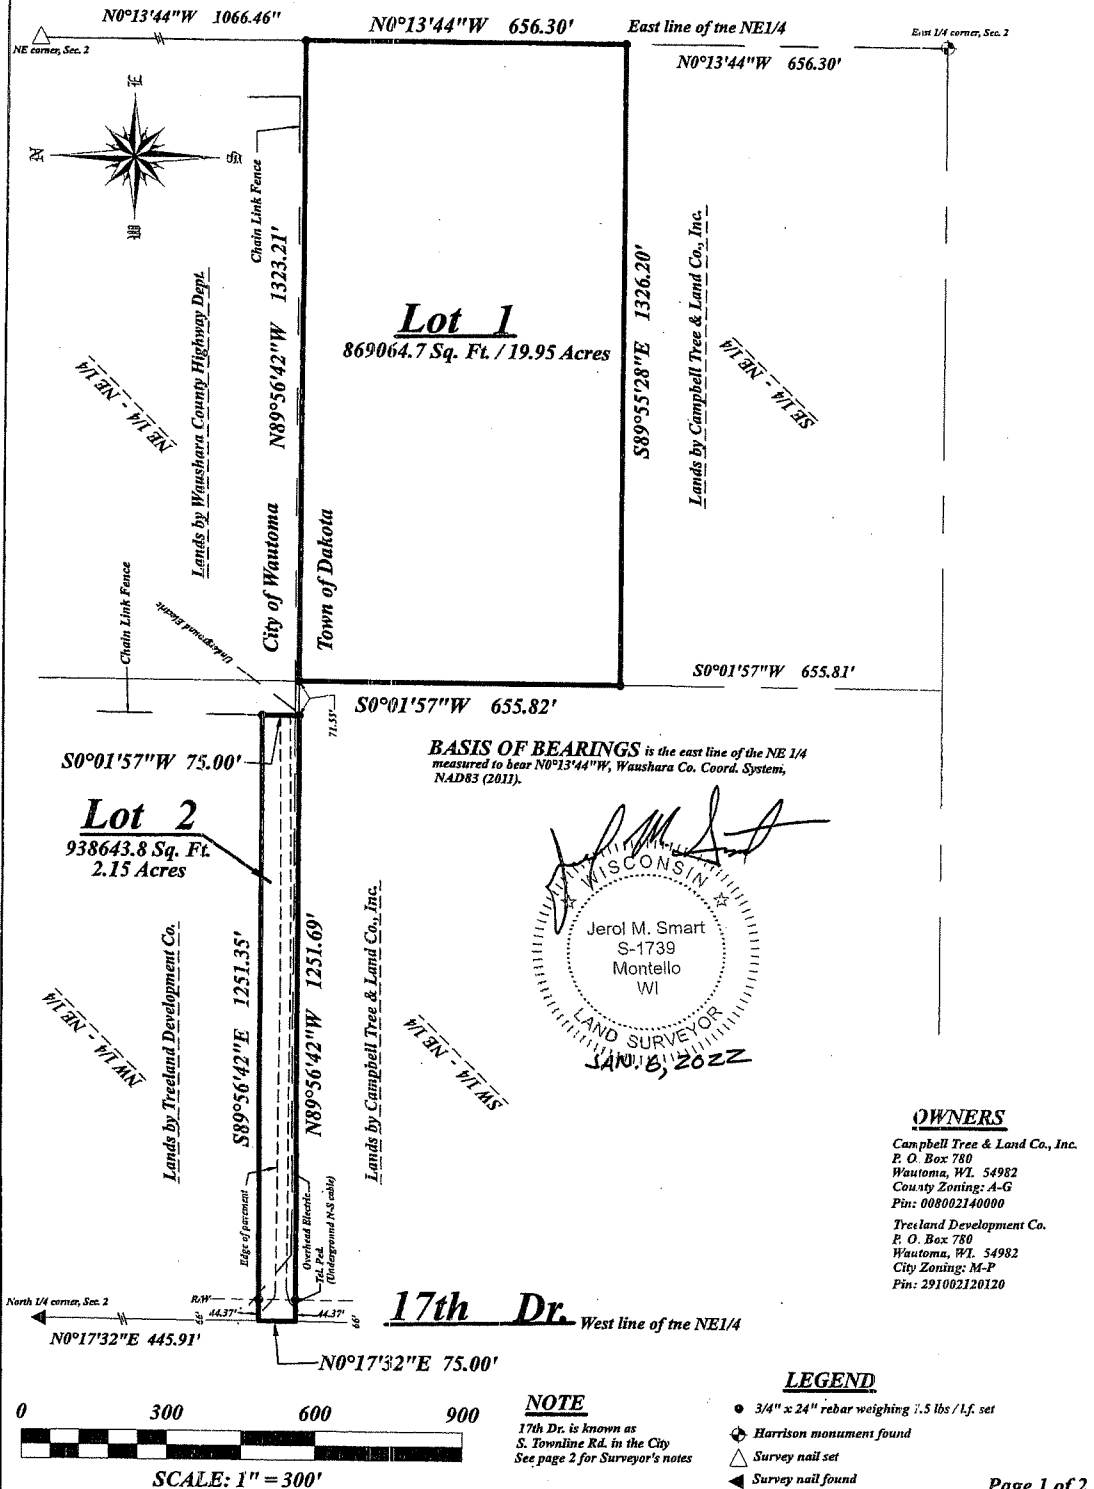 N0°13'44"W 1066.46"
N0°13'44"W 656.30'
East line of tne NE1/4
East 1/4 corner, Sec. 2
NE corner, Sec. 2
N0°13'44"W 656.30'
E
N
S
W
Chain Link Fence
N89°56'42"W 1323.21'
Lot 1
869064.7 Sq. Ft. / 19.95 Acres
S89°55'28"E 1326.20'
Lands by Campbell Tree & Land Co., Inc.
SE 1/4 - NE 1/4
NE 1/4 - NE 1/4
Lands by Waushara County Highway Dept.
City of Wautoma
Town of Dakota
Chain Link Fence
Underground Electric
S0°01'57"W 655.81'
S0°01'57"W 655.82'
71.55'
S0°01'57"W 75.00'
BASIS OF BEARINGS is the east line of the NE 1/4
measured to bear N0°13'44"W, Waushara Co. Coord. System,
NAD83 (2011).
Lot 2
938643.8 Sq. Ft.
2.15 Acres
WISCONSIN
Jerol M. Smart
S-1739
Montello
WI
LAND SURVEYOR
JAN. 6, 2022
NW 1/4 - NE 1/4
Lands by Treeland Development Co.
S89°56'42"E 1251.35'
N89°56'42"W 1251.69'
Lands by Campbell Tree & Land Co., Inc.
SW 1/4 - NE 1/4
Edge of pavement
Overhead Electric
Tel. Ped.
(Underground N-S cable)
OWNERS
Campbell Tree & Land Co., Inc.
P. O. Box 780
Wautoma, WI. 54982
County Zoning: A-G
Pin: 008002140000
Treeland Development Co.
P. O. Box 780
Wautoma, WI. 54982
City Zoning: M-P
Pin: 291002120120
North 1/4 corner, Sec. 2
R/W
44.37'
66'
44.37'
66'
17th Dr.
West line of tne NE1/4
N0°17'32"E 445.91'
N0°17'32"E 75.00'
0 300 600 900
SCALE: 1" = 300'
NOTE
17th Dr. is known as
S. Townline Rd. in the City
See page 2 for Surveyor's notes
LEGEND
3/4" x 24" rebar weighing 1.5 lbs / l.f. set
Harrison monument found
Survey nail set
Survey nail found
Page 1 of 2